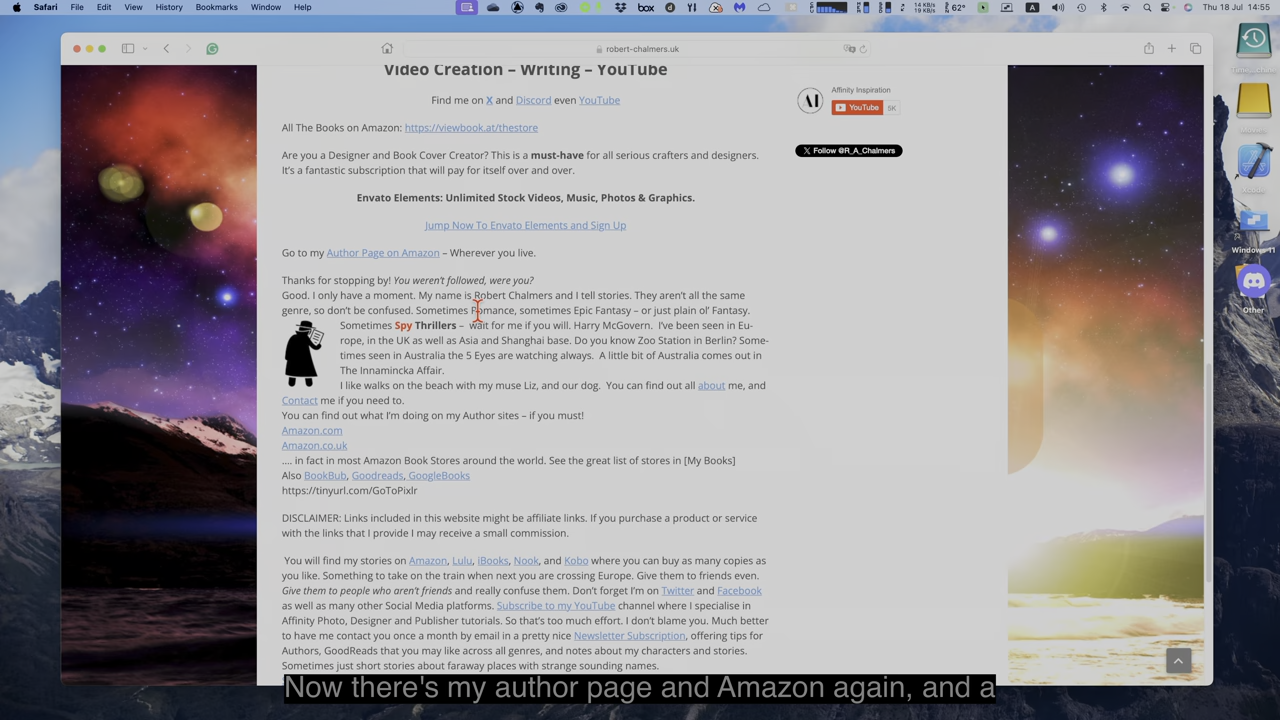 Safari File Edit View History Bookmarks Window Help
box
14 KB/s
19 KB/s
62°
A
Thu 18 Jul 14:55
robert-chalmers.uk
Video Creation – Writing – YouTube
Find me on X and Discord even YouTube
All The Books on Amazon: https://viewbook.at/thestore
Are you a Designer and Book Cover Creator? This is a must-have for all serious crafters and designers.
It's a fantastic subscription that will pay for itself over and over.
Envato Elements: Unlimited Stock Videos, Music, Photos & Graphics.
Jump Now To Envato Elements and Sign Up
Go to my Author Page on Amazon – Wherever you live.
Thanks for stopping by! You weren't followed, were you?
Good. I only have a moment. My name is Robert Chalmers and I tell stories. They aren't all the same
genre, so don't be confused. Sometimes Romance, sometimes Epic Fantasy – or just plain ol' Fantasy.
Sometimes Spy Thrillers – wait for me if you will. Harry McGovern. I've been seen in Eu-
rope, in the UK as well as Asia and Shanghai base. Do you know Zoo Station in Berlin? Some-
times seen in Australia the 5 Eyes are watching always. A little bit of Australia comes out in
The Innamincka Affair.
I like walks on the beach with my muse Liz, and our dog. You can find out all about me, and
Contact me if you need to.
You can find out what I'm doing on my Author sites – if you must!
Amazon.com
Amazon.co.uk
.... in fact in most Amazon Book Stores around the world. See the great list of stores in [My Books]
Also BookBub, Goodreads, GoogleBooks
https://tinyurl.com/GoToPixlr
DISCLAIMER: Links included in this website might be affiliate links. If you purchase a product or service
with the links that I provide I may receive a small commission.
You will find my stories on Amazon, Lulu, iBooks, Nook, and Kobo where you can buy as many copies as
you like. Something to take on the train when next you are crossing Europe. Give them to friends even.
Give them to people who aren't friends and really confuse them. Don't forget I'm on Twitter and Facebook
as well as many other Social Media platforms. Subscribe to my YouTube channel where I specialise in
Affinity Photo, Designer and Publisher tutorials. So that's too much effort. I don't blame you. Much better
to have me contact you once a month by email in a pretty nice Newsletter Subscription, offering tips for
Authors, GoodReads that you may like across all genres, and notes about my characters and stories.
Sometimes just short stories about faraway places with strange sounding names.
AI
Affinity Inspiration
YouTube 5K
X Follow @R_A_Chalmers
Windows 11
Other
Now there's my author page and Amazon again, and a